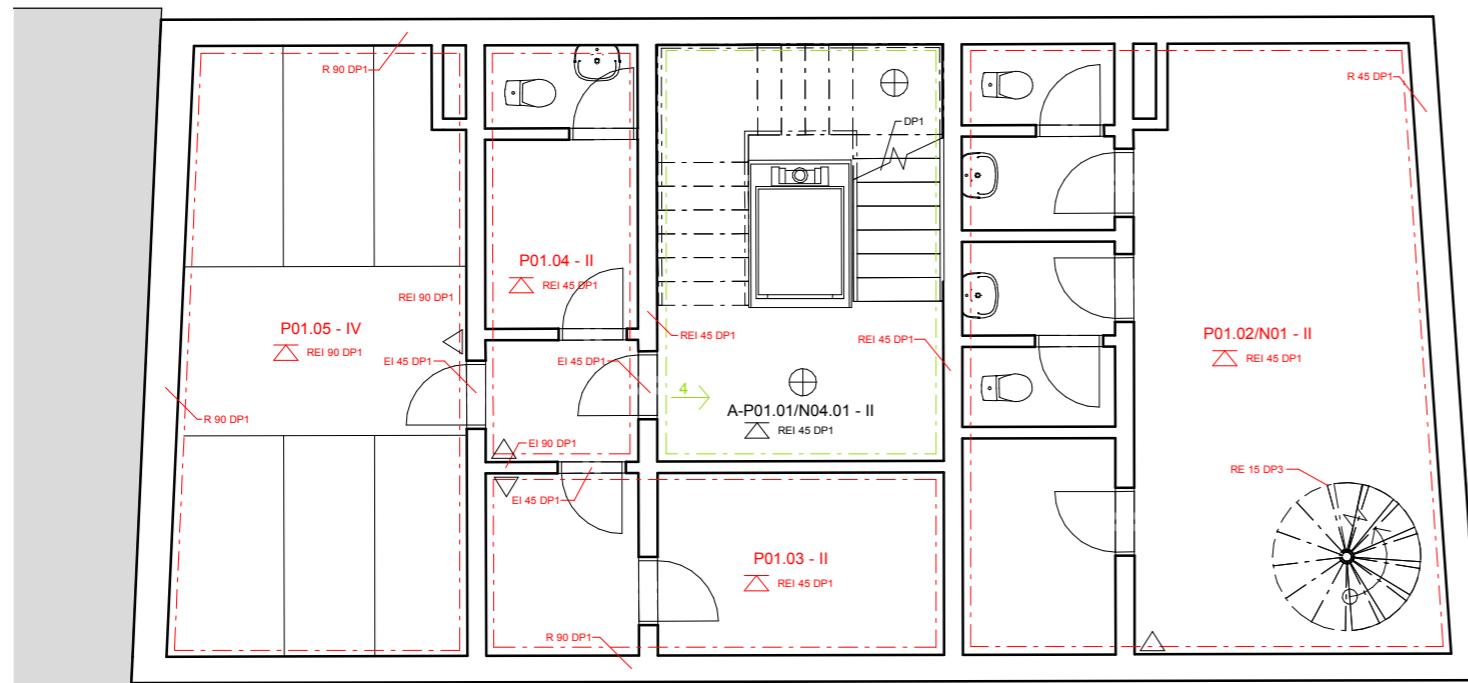 R 90 DP1
R 45 DP1
DP1
P01.04 - II
REI 45 DP1
REI 90 DP1
P01.05 - IV
REI 90 DP1
EI 45 DP1
EI 45 DP1
REI 45 DP1
REI 45 DP1
P01.02/N01 - II
REI 45 DP1
4
A-P01.01/N04.01 - II
REI 45 DP1
R 90 DP1
EI 90 DP1
EI 45 DP1
RE 15 DP3
P01.03 - II
REI 45 DP1
R 90 DP1